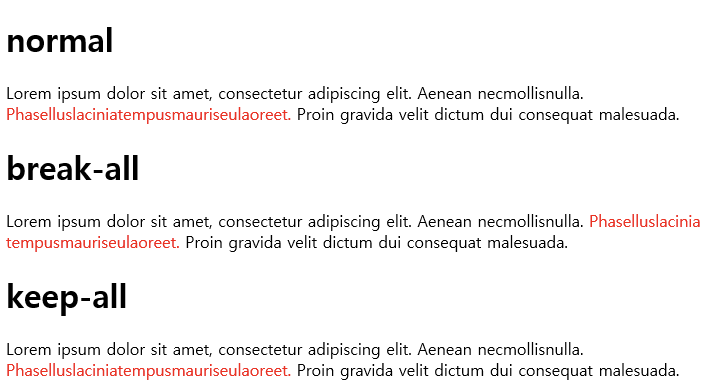 normal
Lorem ipsum dolor sit amet, consectetur adipiscing elit. Aenean necmollisnulla.
Phaselluslaciniatempusmauriseulaoreet. Proin gravida velit dictum dui consequat malesuada.
break-all
Lorem ipsum dolor sit amet, consectetur adipiscing elit. Aenean necmollisnulla. Phaselluslacinia
tempusmauriseulaoreet. Proin gravida velit dictum dui consequat malesuada.
keep-all
Lorem ipsum dolor sit amet, consectetur adipiscing elit. Aenean necmollisnulla.
Phaselluslaciniatempusmauriseulaoreet. Proin gravida velit dictum dui consequat malesuada.